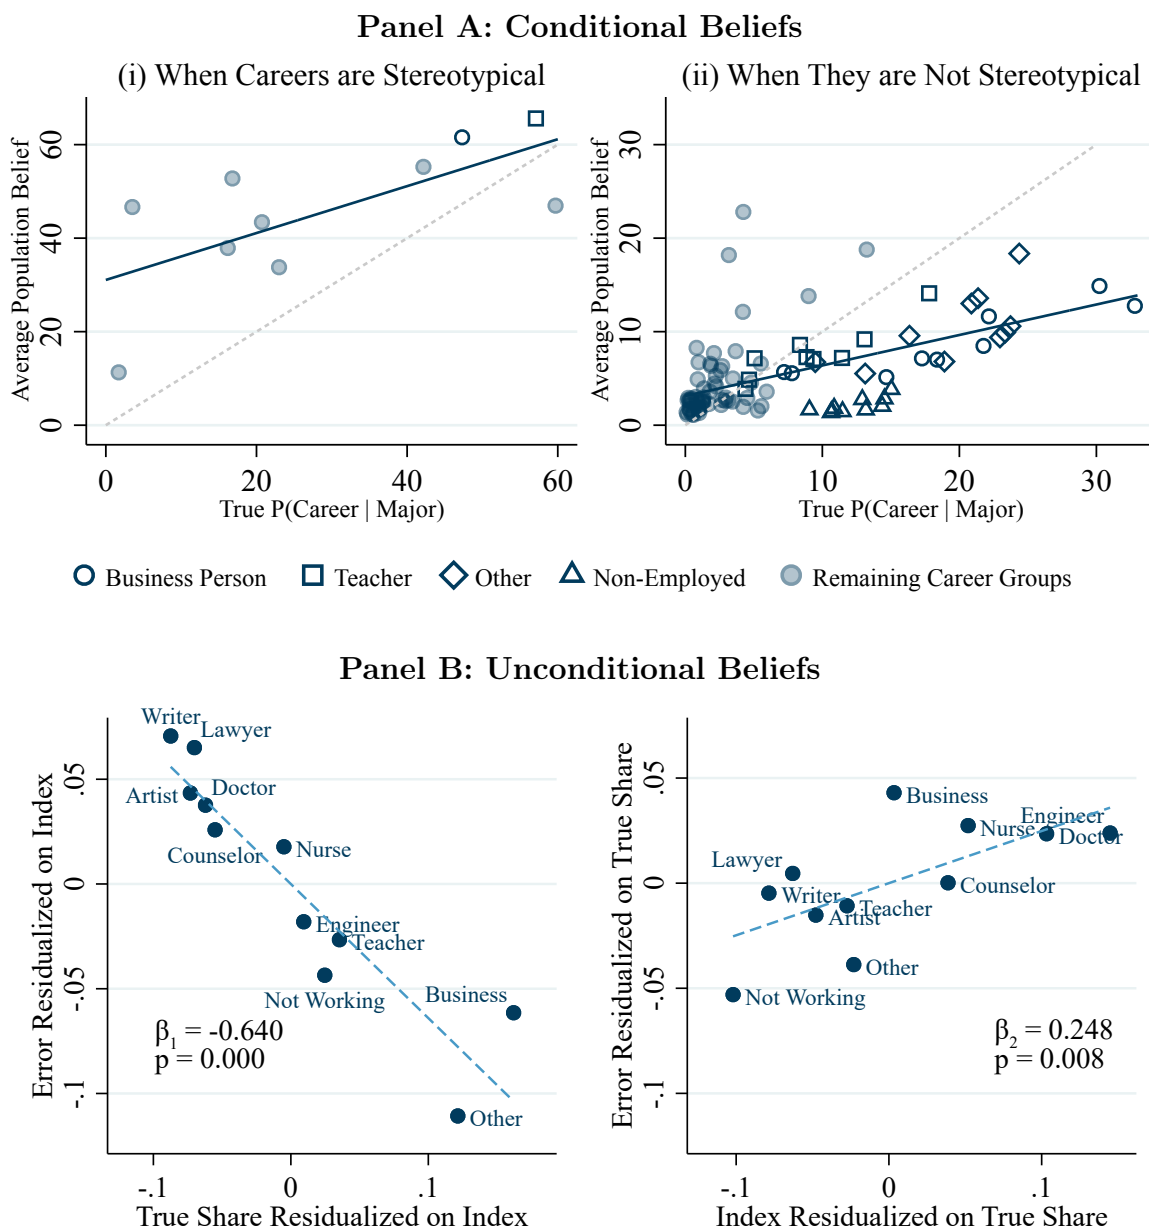 Panel A: Conditional Beliefs
(i) When Careers are Stereotypical
Average Population Belief
60
40
20
0
0 20 40 60
True P(Career | Major)
(ii) When They are Not Stereotypical
Average Population Belief
30
20
10
0
0 10 20 30
True P(Career | Major)
Business Person Teacher Other Non-Employed Remaining Career Groups
Panel B: Unconditional Beliefs
Error Residualized on Index
.05
0
-.05
-.1
Writer
Lawyer
Artist
Doctor
Counselor
Nurse
Engineer
Teacher
Not Working
Business
Other
β1 = -0.640
p = 0.000
-.1 0 .1
True Share Residualized on Index
Error Residualized on True Share
.05
0
-.05
-.1
Business
Engineer
Nurse
Doctor
Lawyer
Writer
Counselor
Teacher
Artist
Other
Not Working
β2 = 0.248
p = 0.008
-.1 0 .1
Index Residualized on True Share